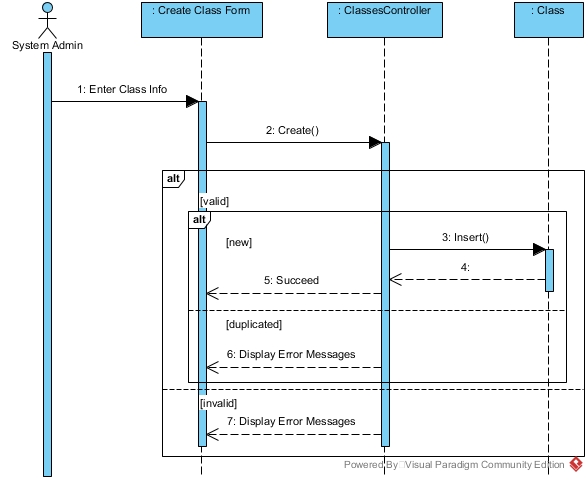 : Create Class Form
: ClassesController
: Class
System Admin
1: Enter Class Info
2: Create()
alt
[valid]
alt
[new]
3: Insert()
4:
5: Succeed
[duplicated]
6: Display Error Messages
[invalid]
7: Display Error Messages
Powered By Visual Paradigm Community Edition